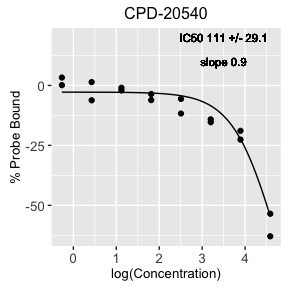 CPD-20540
IC50 111 +/- 29.1
slope 0.9
0
-25
-50
% Probe Bound
0
1
2
3
4
log(Concentration)